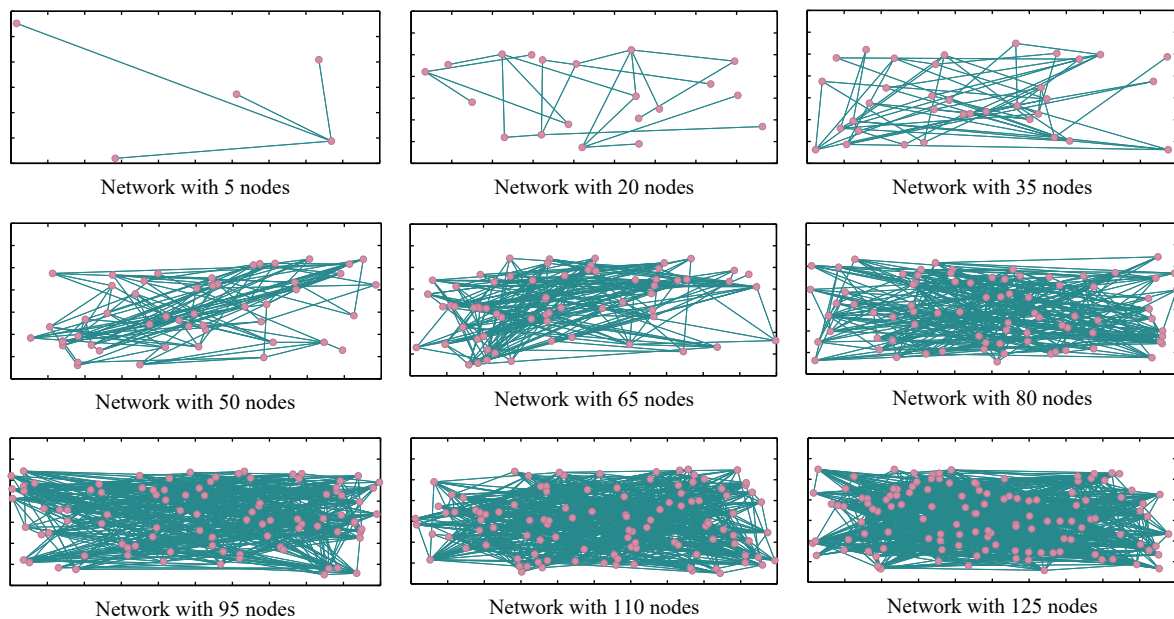 Network with 5 nodes
Network with 20 nodes
Network with 35 nodes
Network with 50 nodes
Network with 65 nodes
Network with 80 nodes
Network with 95 nodes
Network with 110 nodes
Network with 125 nodes